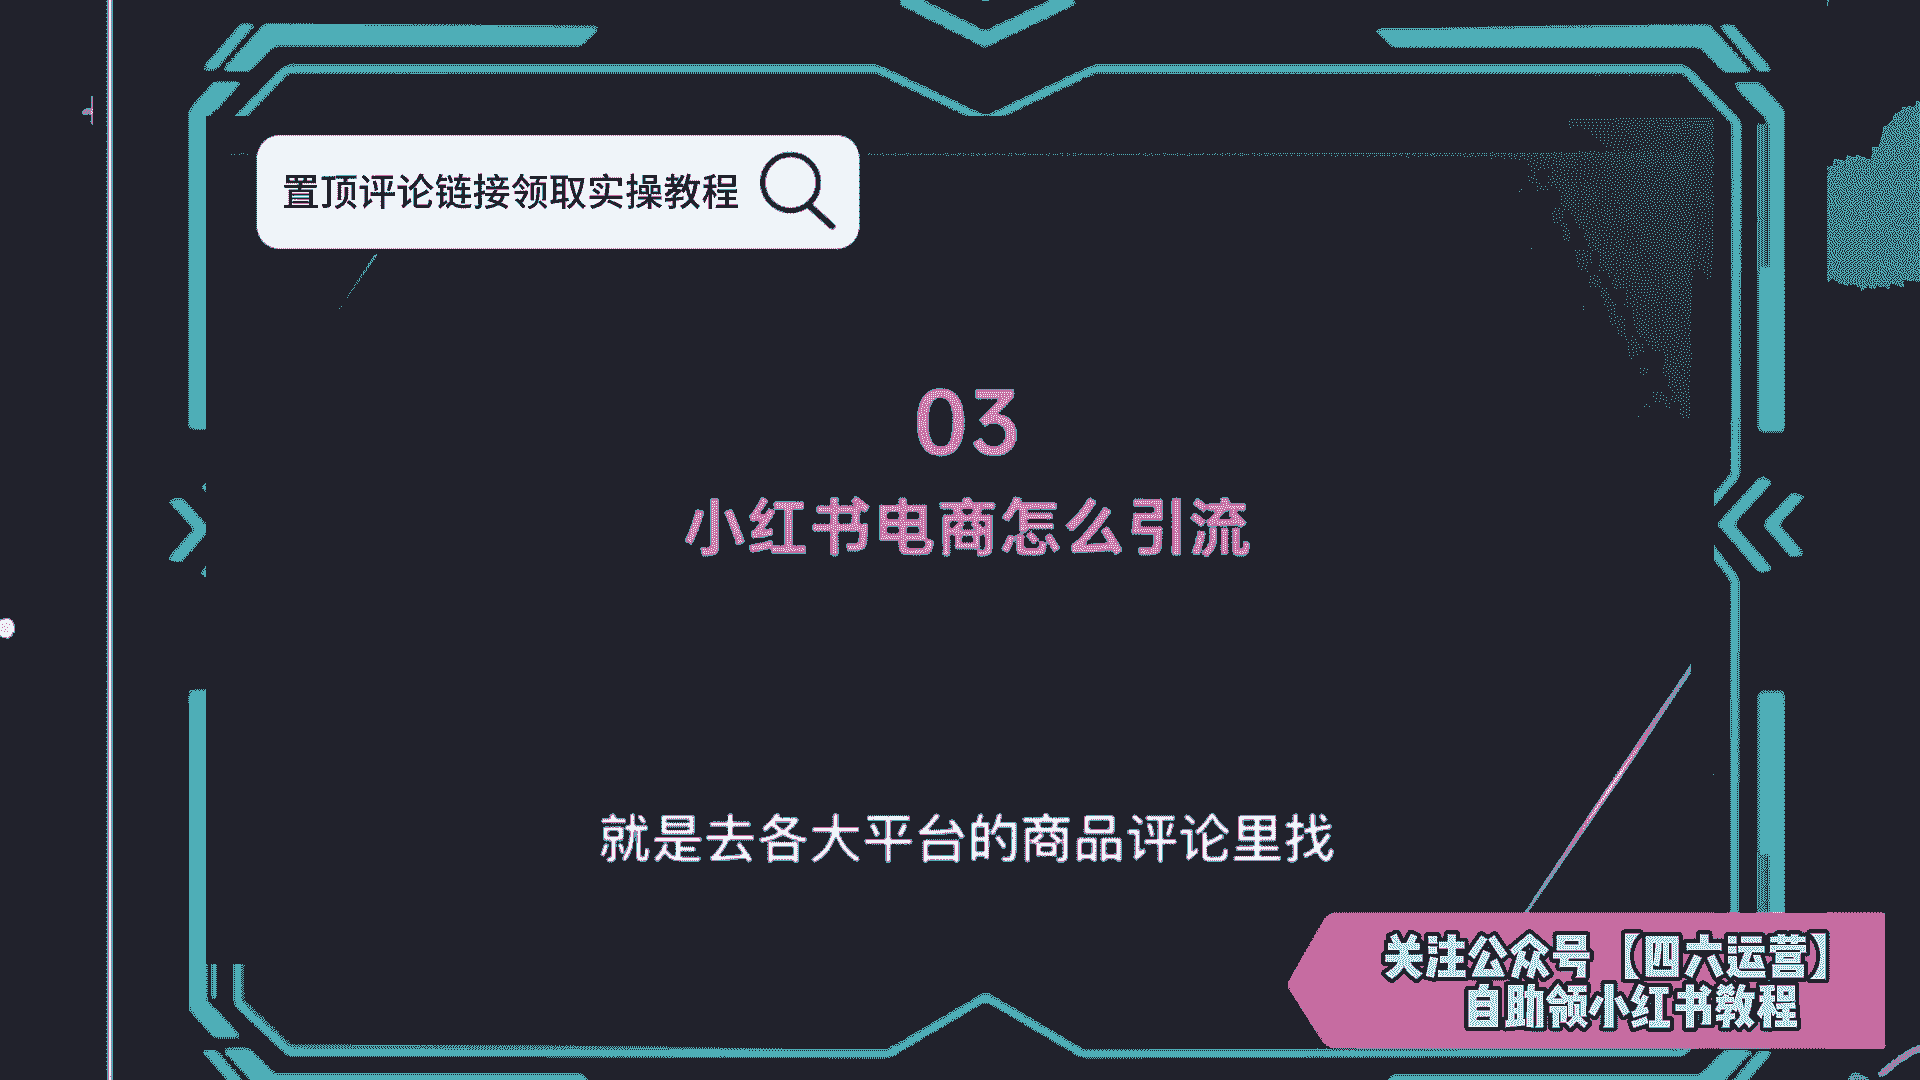 置顶评论链接领取实操教程
03
小红书电商怎么引流
就是去各大平台的商品评论里找
关注公众号【四六运营】
自助领小红书教程